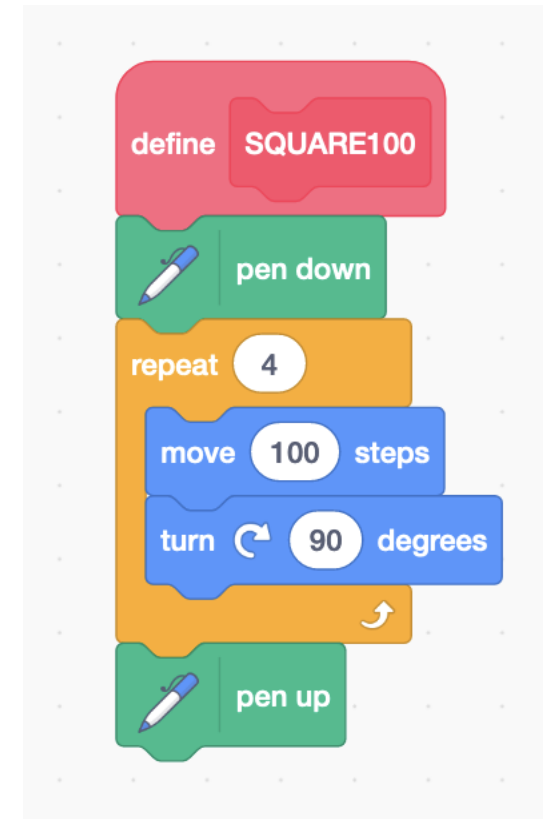 define SQUARE100
pen down
repeat 4
move 100 steps
turn 90 degrees
pen up